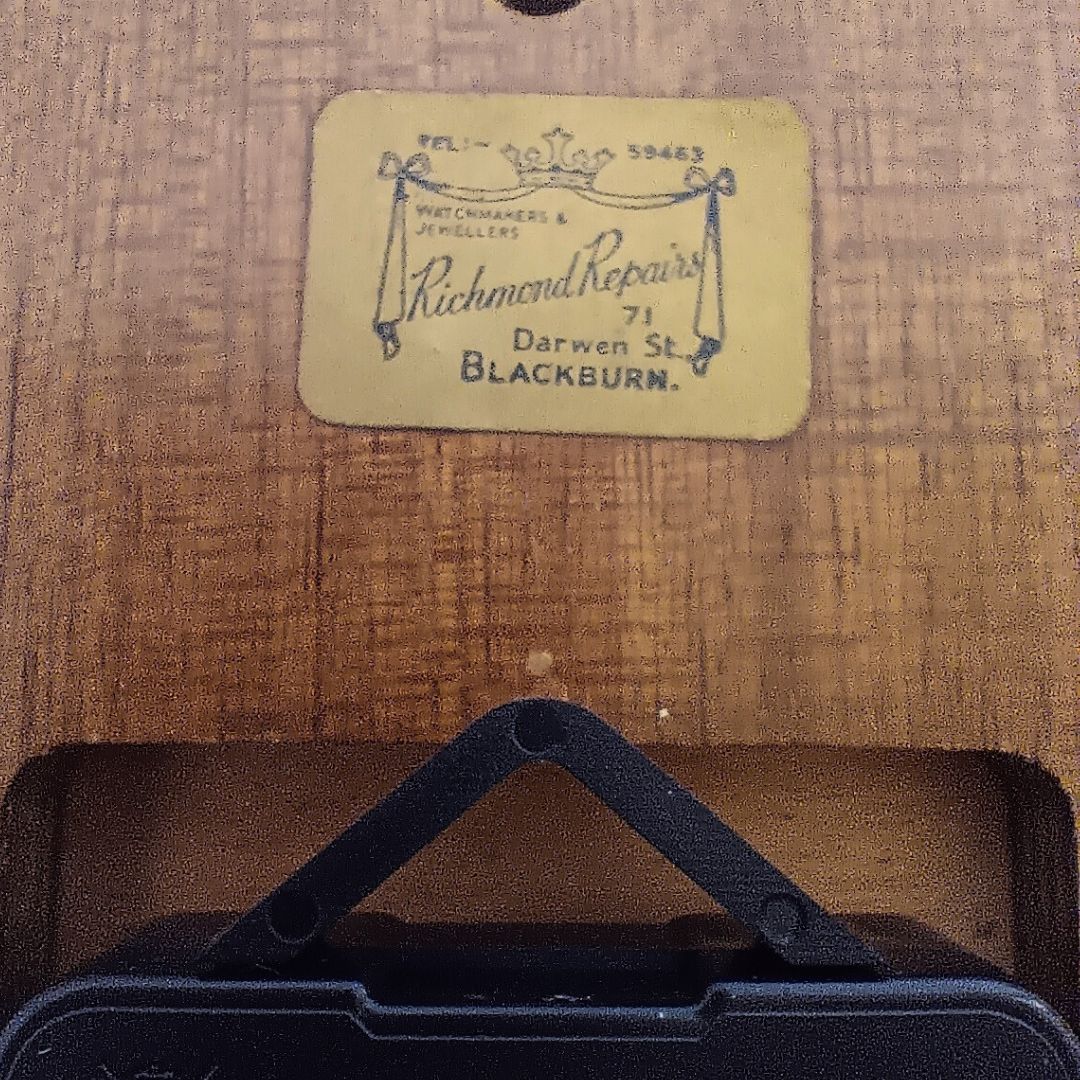 TEL:- 59463
WATCHMAKERS &
JEWELLERS
Richmond Repairs
71
Darwen St.
BLACKBURN.